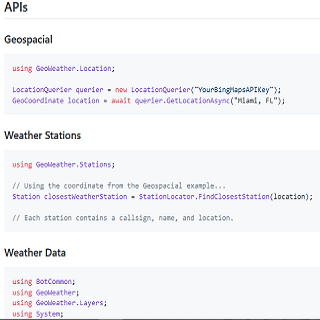 APIs
Geospacial
using GeoWeather.Location;
LocationQuerier querier = new LocationQuerier("YourBingMapsAPIKey");
GeoCoordinate location = await querier.GetLocationAsync("Miami, FL");
Weather Stations
using GeoWeather.Stations;
// Using the coordinate from the Geospacial example...
Station closestWeatherStation = StationLocator.FindClosestStation(location);
// Each station contains a callsign, name, and location.
Weather Data
using BotCommon;
using GeoWeather;
using GeoWeather.Layers;
using System;